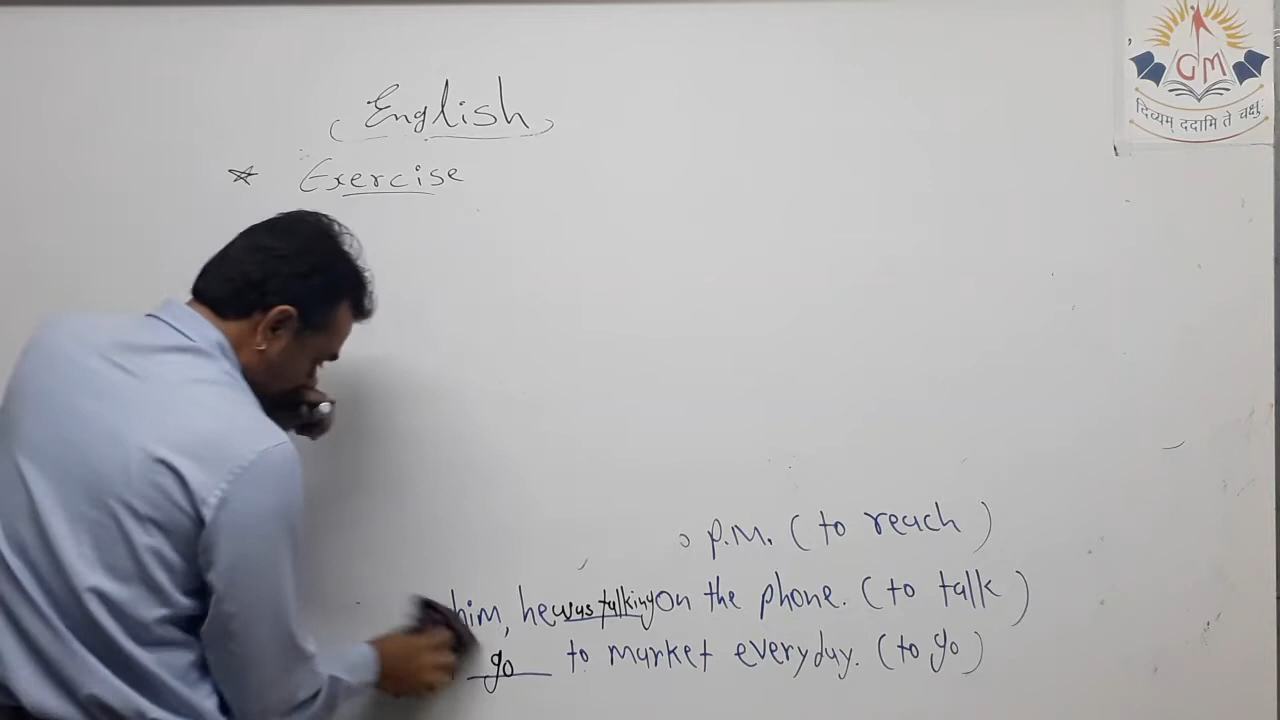 ( English )
* Exercise
GM
दिव्यम् ददामि ते चक्षुः
P.M. ( to reach )
him, he was talking on the phone. ( to talk )
go to market everyday. ( to go )